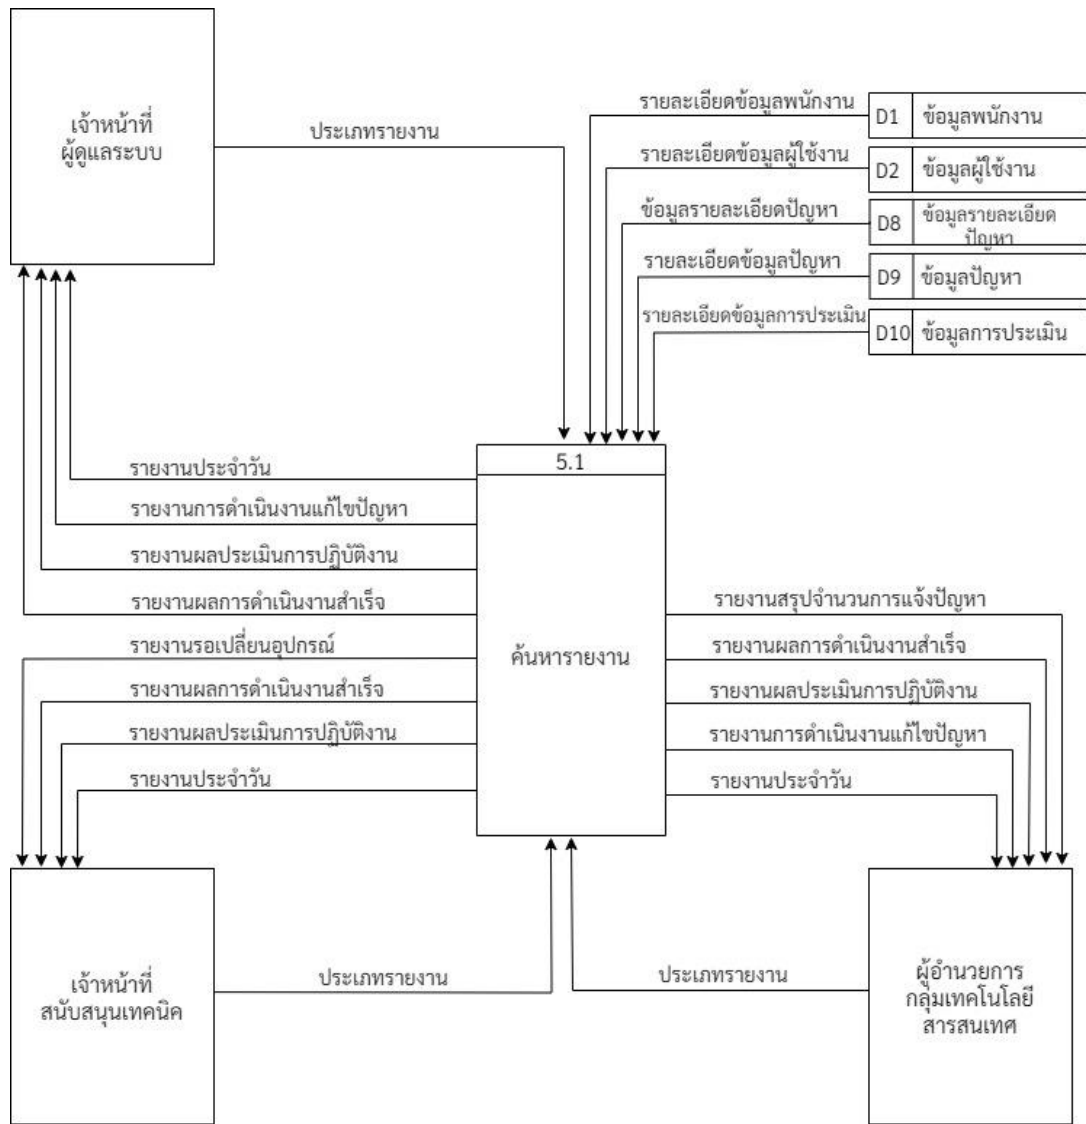 เจ้าหน้าที่
ผู้ดูแลระบบ
ประเภทรายงาน
รายละเอียดข้อมูลพนักงาน
D1 ข้อมูลพนักงาน
รายละเอียดข้อมูลผู้ใช้งาน
D2 ข้อมูลผู้ใช้งาน
ข้อมูลรายละเอียดปัญหา
D8 ข้อมูลรายละเอียด
ปัญหา
รายละเอียดข้อมูลปัญหา
D9 ข้อมูลปัญหา
รายละเอียดข้อมูลการประเมิน
D10 ข้อมูลการประเมิน
5.1
ค้นหารายงาน
รายงานประจำวัน
รายงานการดำเนินงานแก้ไขปัญหา
รายงานผลประเมินการปฏิบัติงาน
รายงานผลการดำเนินงานสำเร็จ
รายงานรอเปลี่ยนอุปกรณ์
รายงานผลการดำเนินงานสำเร็จ
รายงานผลประเมินการปฏิบัติงาน
รายงานประจำวัน
รายงานสรุปจำนวนการแจ้งปัญหา
รายงานผลการดำเนินงานสำเร็จ
รายงานผลประเมินการปฏิบัติงาน
รายงานการดำเนินงานแก้ไขปัญหา
รายงานประจำวัน
เจ้าหน้าที่
สนับสนุนเทคนิค
ประเภทรายงาน
ประเภทรายงาน
ผู้อำนวยการ
กลุ่มเทคโนโลยี
สารสนเทศ